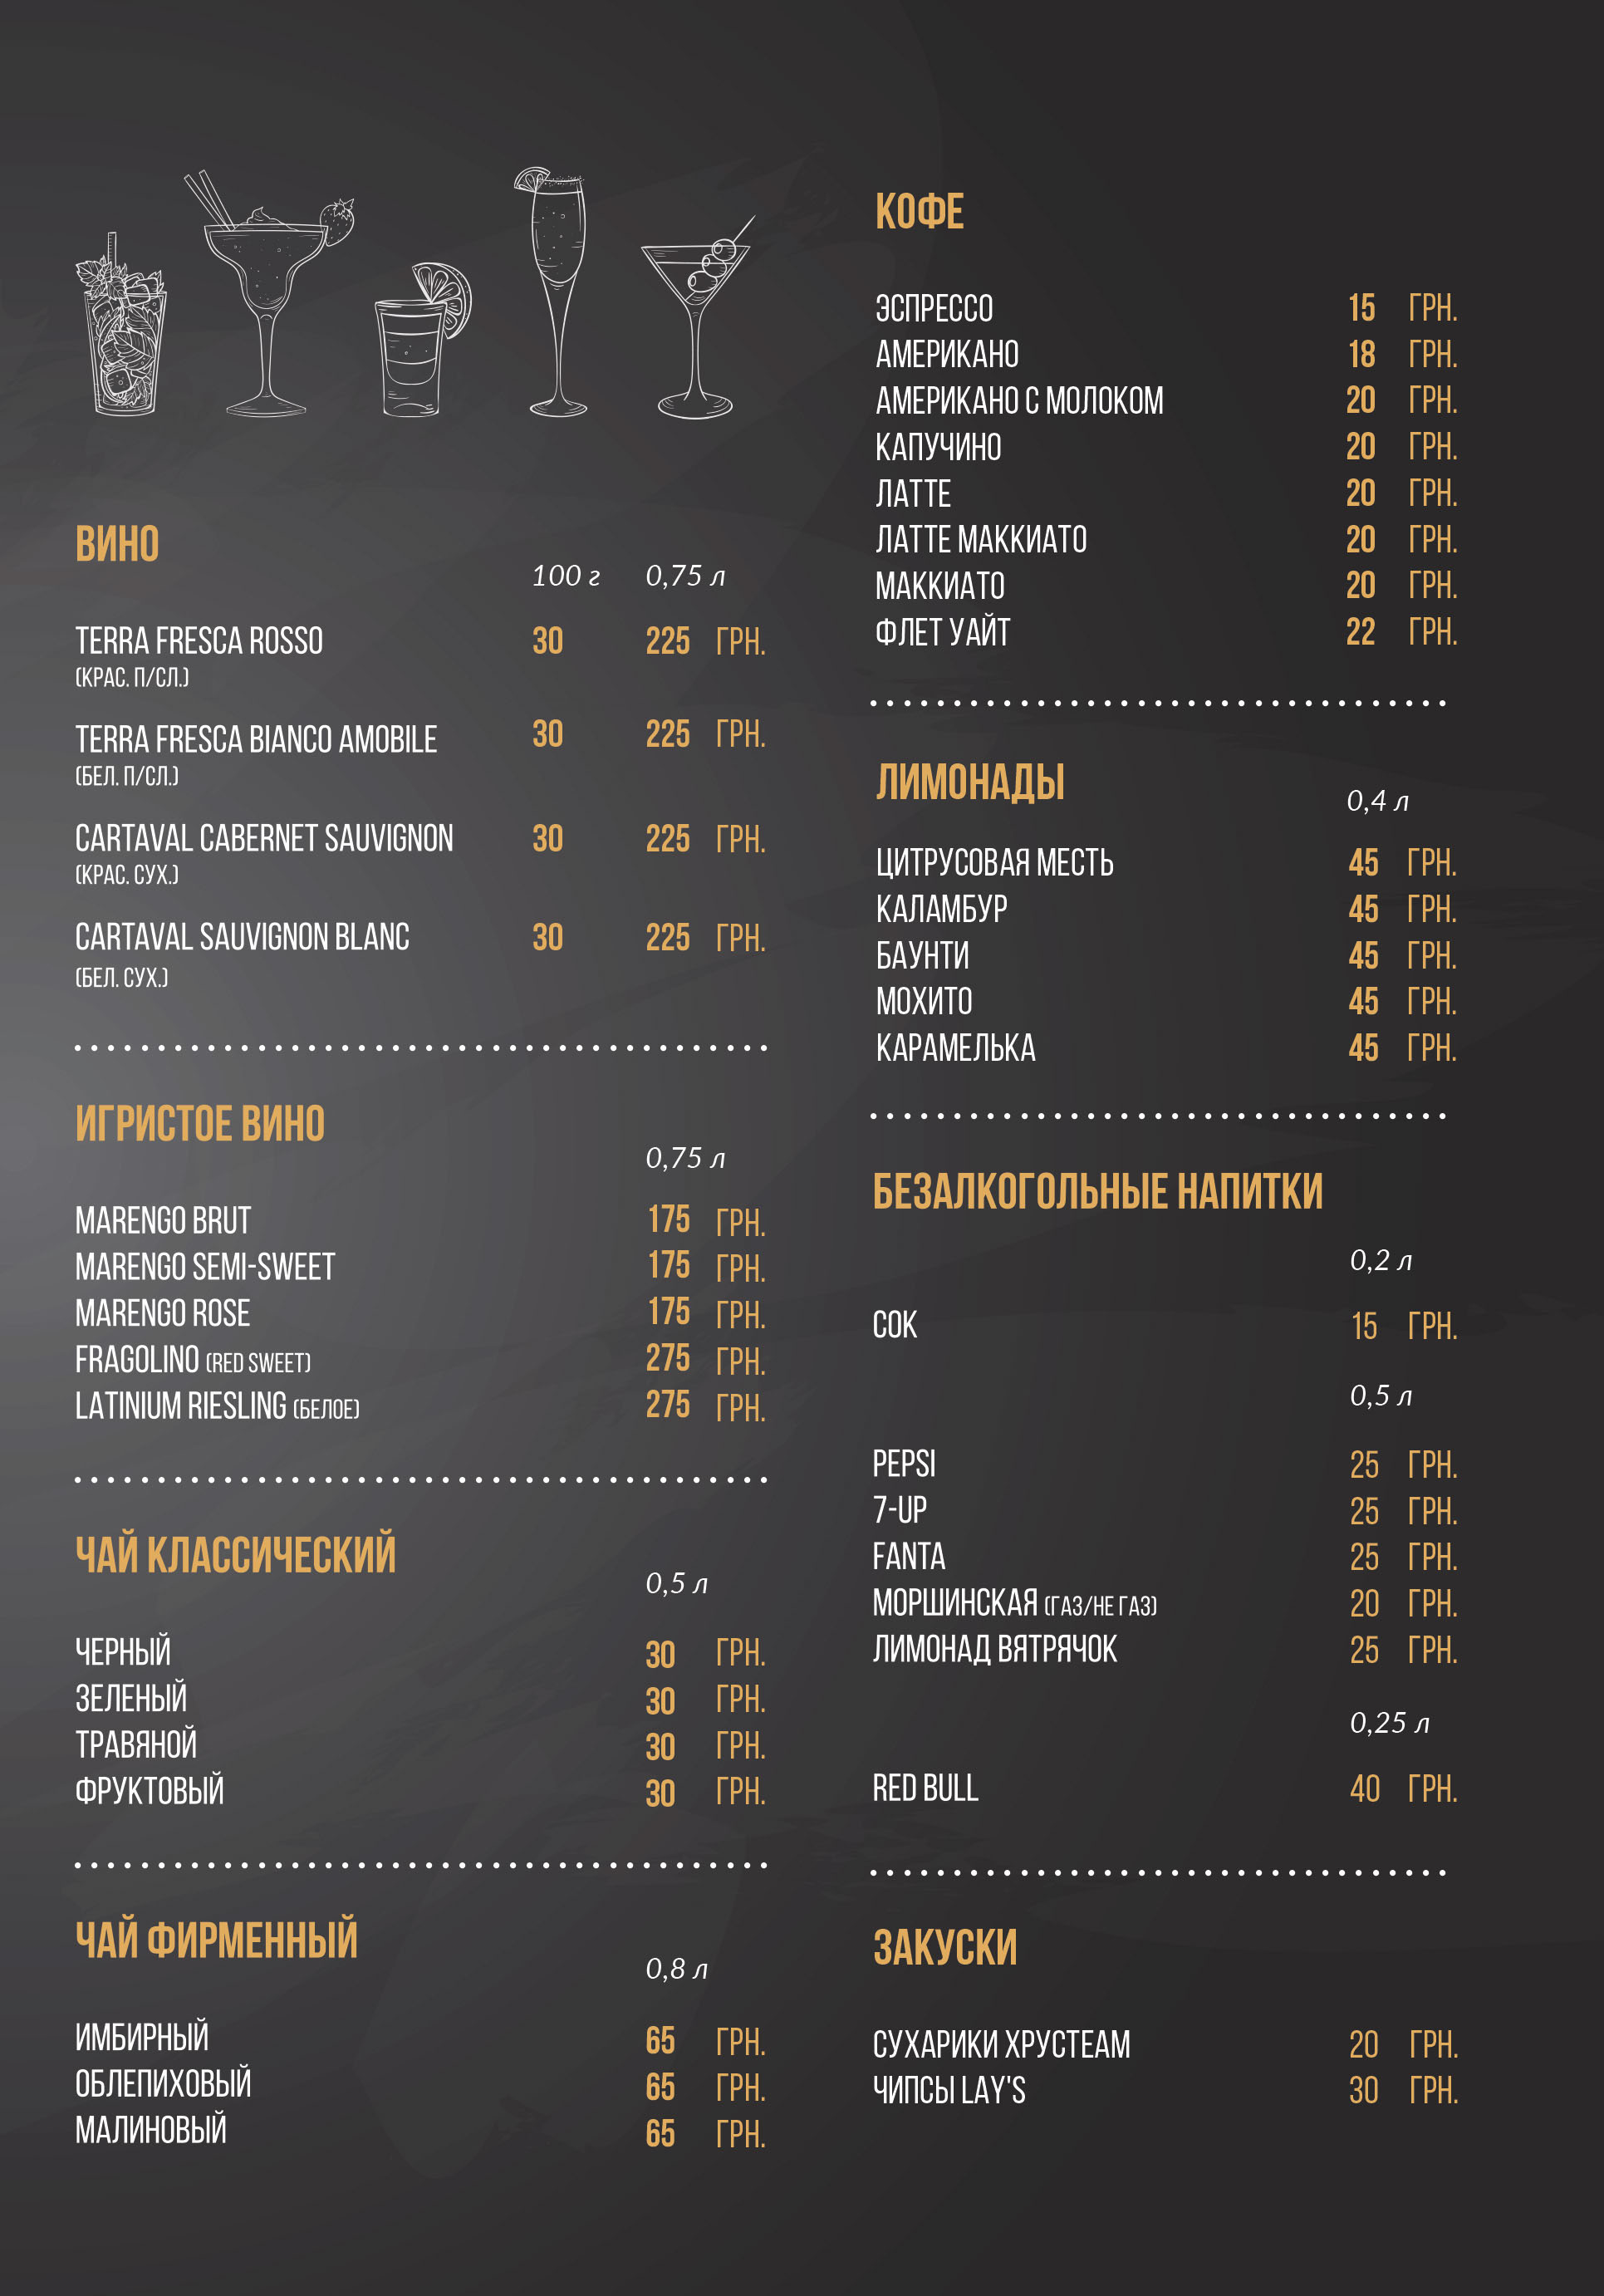 ВИНО
100 г 0,75 л
TERRA FRESCA ROSSO 30 225 ГРН.
(КРАС. П/СЛ.)
TERRA FRESCA BIANCO AMOBILE 30 225 ГРН.
(БЕЛ. П/СЛ.)
CARTAVAL CABERNET SAUVIGNON 30 225 ГРН.
(КРАС. СУХ.)
CARTAVAL SAUVIGNON BLANC 30 225 ГРН.
(БЕЛ. СУХ.)
ИГРИСТОЕ ВИНО
0,75 л
MARENGO BRUT 175 ГРН.
MARENGO SEMI-SWEET 175 ГРН.
MARENGO ROSE 175 ГРН.
FRAGOLINO (RED SWEET) 275 ГРН.
LATINIUM RIESLING (БЕЛОЕ) 275 ГРН.
ЧАЙ КЛАССИЧЕСКИЙ
0,5 л
ЧЕРНЫЙ 30 ГРН.
ЗЕЛЕНЫЙ 30 ГРН.
ТРАВЯНОЙ 30 ГРН.
ФРУКТОВЫЙ 30 ГРН.
ЧАЙ ФИРМЕННЫЙ
0,8 л
ИМБИРНЫЙ 65 ГРН.
ОБЛЕПИХОВЫЙ 65 ГРН.
МАЛИНОВЫЙ 65 ГРН.
КОФЕ
ЭСПРЕССО 15 ГРН.
АМЕРИКАНО 18 ГРН.
АМЕРИКАНО С МОЛОКОМ 20 ГРН.
КАПУЧИНО 20 ГРН.
ЛАТТЕ 20 ГРН.
ЛАТТЕ МАККИАТО 20 ГРН.
МАККИАТО 20 ГРН.
ФЛЕТ УАЙТ 22 ГРН.
ЛИМОНАДЫ
0,4 л
ЦИТРУСОВАЯ МЕСТЬ 45 ГРН.
КАЛАМБУР 45 ГРН.
БАУНТИ 45 ГРН.
МОХИТО 45 ГРН.
КАРАМЕЛЬКА 45 ГРН.
БЕЗАЛКОГОЛЬНЫЕ НАПИТКИ
0,2 л
СОК 15 ГРН.
0,5 л
PEPSI 25 ГРН.
7-UP 25 ГРН.
FANTA 25 ГРН.
МОРШИНСКАЯ (ГАЗ/НЕ ГАЗ) 20 ГРН.
ЛИМОНАД ВЯТРЯЧОК 25 ГРН.
0,25 л
RED BULL 40 ГРН.
ЗАКУСКИ
СУХАРИКИ ХРУСТЕАМ 20 ГРН.
ЧИПСЫ LAY'S 30 ГРН.